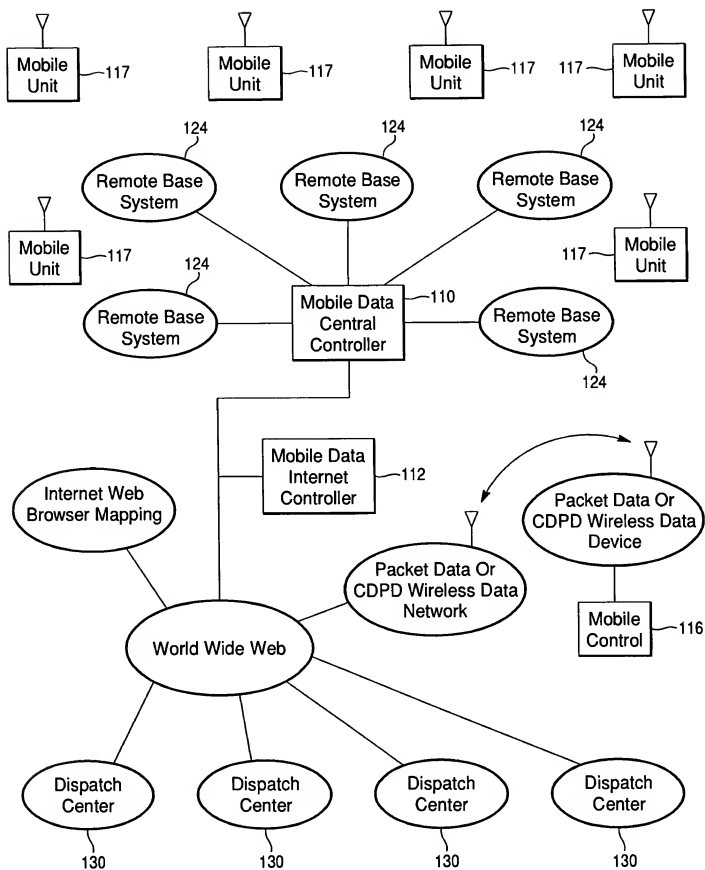 Mobile
Unit
117
Mobile
Unit
117
Mobile
Unit
117
117
Mobile
Unit
124
Remote Base
System
124
Remote Base
System
124
Remote Base
System
Mobile
Unit
117
117
Mobile
Unit
124
Remote Base
System
Mobile Data
Central
Controller
110
Remote Base
System
124
Mobile Data
Internet
Controller
112
Internet Web
Browser Mapping
Packet Data Or
CDPD Wireless Data
Device
Packet Data Or
CDPD Wireless Data
Network
Mobile
Control
116
World Wide Web
Dispatch
Center
130
Dispatch
Center
130
Dispatch
Center
130
Dispatch
Center
130